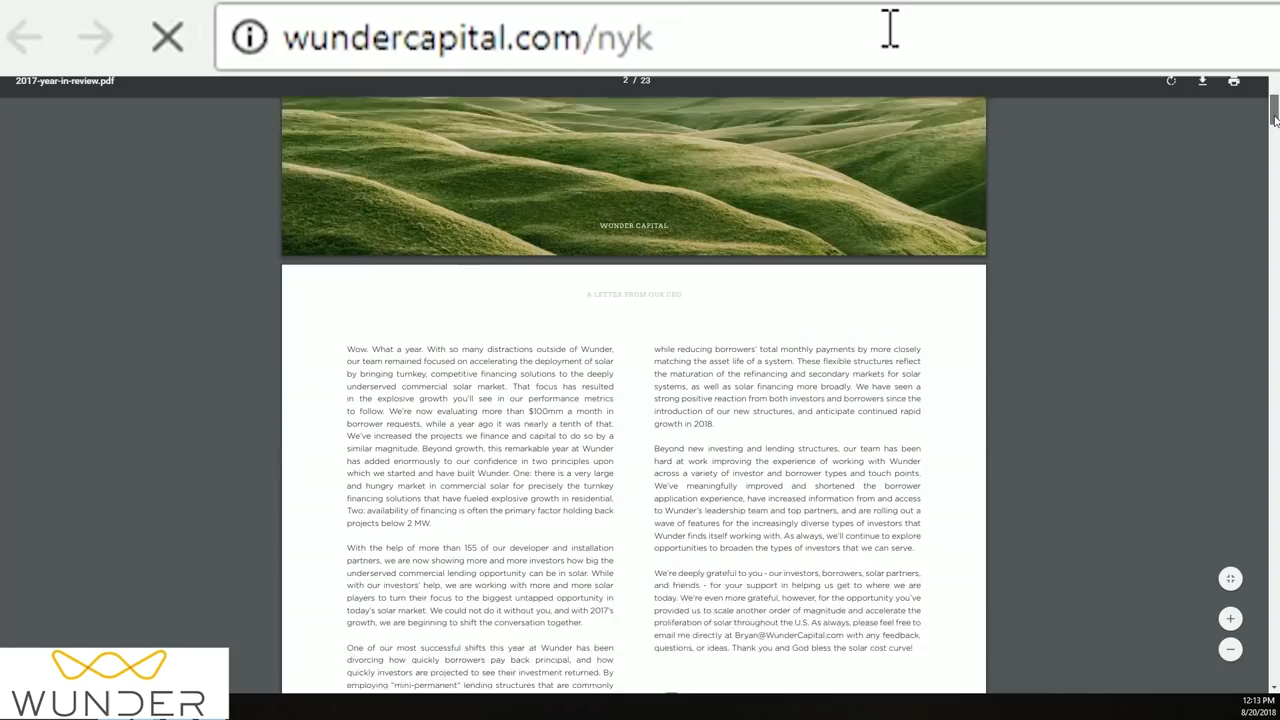 wundercapital.com/nyk
2017-year-in-review.pdf
2 / 23
WUNDER CAPITAL
A LETTER FROM OUR CEO
Wow. What a year. With so many distractions outside of Wunder,
our team remained focused on accelerating the deployment of solar
by bringing turnkey, competitive financing solutions to the deeply
underserved commercial solar market. That focus has resulted
in the explosive growth you'll see in our performance metrics
to follow. We're now evaluating more than $100mm a month in
borrower requests, while a year ago it was nearly a tenth of that.
We've increased the projects we finance and capital to do so by a
similar magnitude. Beyond growth, this remarkable year at Wunder
has added enormously to our confidence in two principles upon
which we started and have built Wunder. One: there is a very large
and hungry market in commercial solar for precisely the turnkey
financing solutions that have fueled explosive growth in residential.
Two: availability of financing is often the primary factor holding back
projects below 2 MW.
With the help of more than 155 of our developer and installation
partners, we are now showing more and more investors how big the
underserved commercial lending opportunity can be in solar. While
with our investors' help, we are working with more and more solar
players to turn their focus to the biggest untapped opportunity in
today's solar market. We could not do it without you, and with 2017's
growth, we are beginning to shift the conversation together.
One of our most successful shifts this year at Wunder has been
divorcing how quickly borrowers pay back principal, and how
quickly investors are projected to see their investment returned. By
employing "mini-permanent" lending structures that are commonly
while reducing borrowers' total monthly payments by more closely
matching the asset life of a system. These flexible structures reflect
the maturation of the refinancing and secondary markets for solar
systems, as well as solar financing more broadly. We have seen a
strong positive reaction from both investors and borrowers since the
introduction of our new structures, and anticipate continued rapid
growth in 2018.
Beyond new investing and lending structures, our team has been
hard at work improving the experience of working with Wunder
across a variety of investor and borrower types and touch points.
We've meaningfully improved and shortened the borrower
application experience, have increased information from and access
to Wunder's leadership team and top partners, and are rolling out a
wave of features for the increasingly diverse types of investors that
Wunder finds itself working with. As always, we'll continue to explore
opportunities to broaden the types of investors that we can serve.
We're deeply grateful to you - our investors, borrowers, solar partners,
and friends - for your support in helping us get to where we are
today. We're even more grateful, however, for the opportunity you've
provided us to scale another order of magnitude and accelerate the
proliferation of solar throughout the U.S. As always, please feel free to
email me directly at Bryan@WunderCapital.com with any feedback,
questions, or ideas. Thank you and God bless the solar cost curve!
WUNDER
12:13 PM
8/20/2018